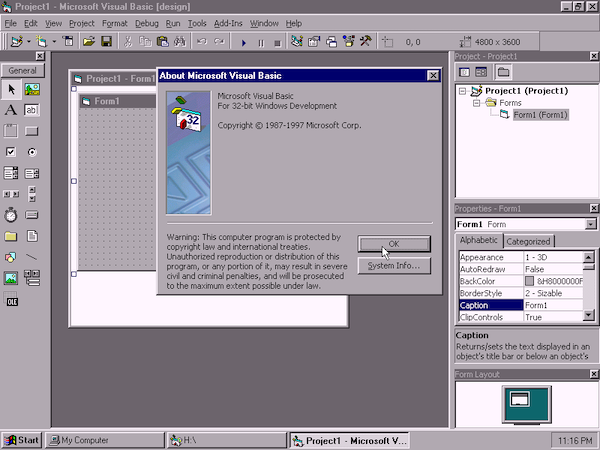 Project1 - Microsoft Visual Basic [design]
File Edit View Project Format Debug Run Tools Add-Ins Window Help
0, 0
4800 x 3600
General
A
ab
Project1 - Form1
Form1
About Microsoft Visual Basic
32
Microsoft Visual Basic
For 32-bit Windows Development
Copyright © 1987-1997 Microsoft Corp.
Warning: This computer program is protected by
copyright law and international treaties.
Unauthorized reproduction or distribution of this
program, or any portion of it, may result in severe
civil and criminal penalties, and will be prosecuted
to the maximum extent possible under law.
OK
System Info...
Project - Project1
Project1 (Project1)
Forms
Form1 (Form1)
Properties - Form1
Form1 Form
Alphabetic Categorized
Appearance 1 - 3D
AutoRedraw False
BackColor &H8000000F
BorderStyle 2 - Sizable
Caption Form1
ClipControls True
Caption
Returns/sets the text displayed in an
object's title bar or below an object's
Form Layout
OLE
Start
My Computer
H:\
Project1 - Microsoft V...
11:16 PM